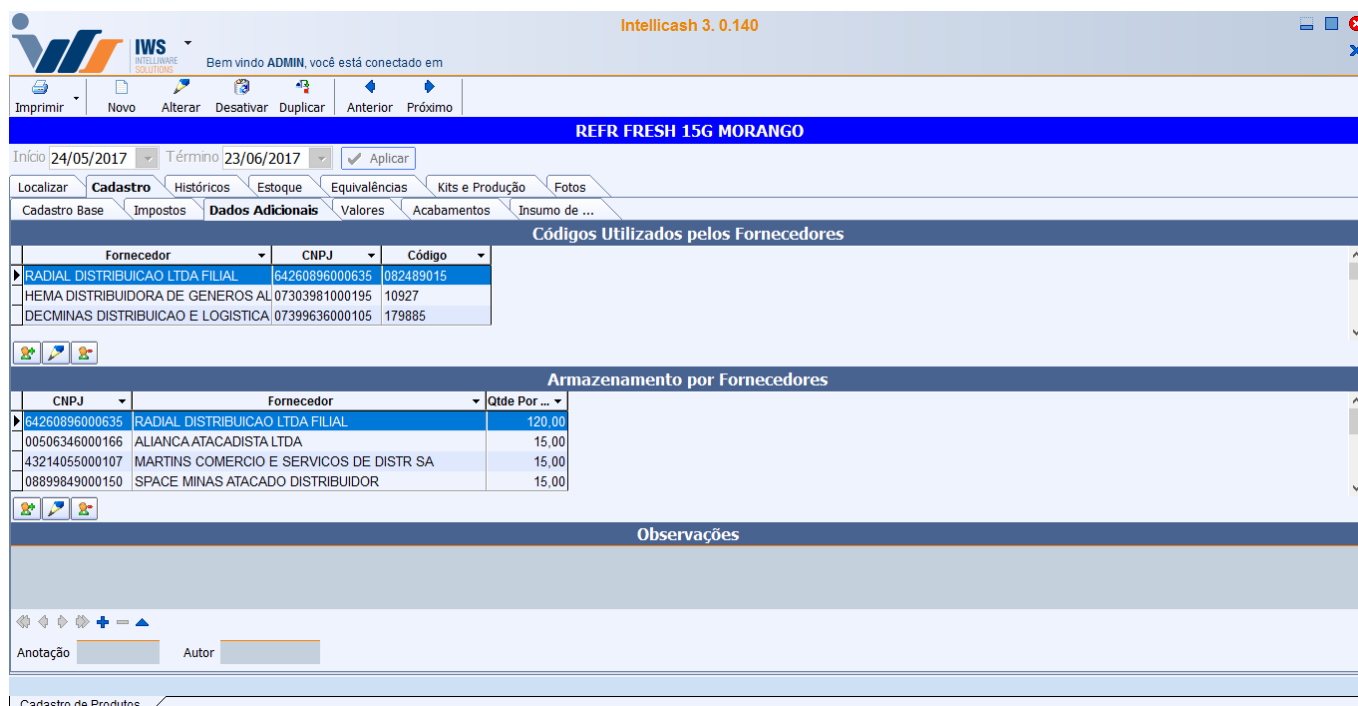 Intellicash 3. 0.140
IWS
INTELLIWARE
SOLUTIONS
Bem vindo ADMIN, você está conectado em
Imprimir Novo Alterar Desativar Duplicar Anterior Próximo
REFR FRESH 15G MORANGO
Início 24/05/2017 Término 23/06/2017 Aplicar
Localizar Cadastro Históricos Estoque Equivalências Kits e Produção Fotos
Cadastro Base Impostos Dados Adicionais Valores Acabamentos Insumo de ...
Códigos Utilizados pelos Fornecedores
Fornecedor CNPJ Código
RADIAL DISTRIBUICAO LTDA FILIAL 64260896000635 082489015
HEMA DISTRIBUIDORA DE GENEROS AL 07303981000195 10927
DECMINAS DISTRIBUICAO E LOGISTICA 07399636000105 179885
Armazenamento por Fornecedores
CNPJ Fornecedor Qtde Por ...
64260896000635 RADIAL DISTRIBUICAO LTDA FILIAL 120,00
00506346000166 ALIANCA ATACADISTA LTDA 15,00
43214055000107 MARTINS COMERCIO E SERVICOS DE DISTR SA 15,00
08899849000150 SPACE MINAS ATACADO DISTRIBUIDOR 15,00
Observações
Anotação Autor
Cadastro de Produtos